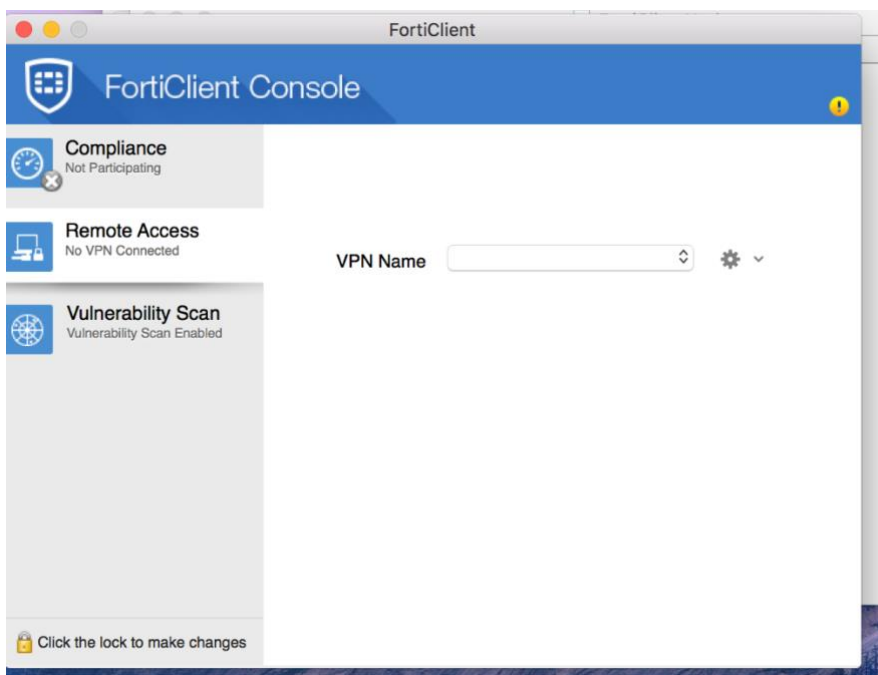 FortiClient
FortiClient Console
Compliance
Not Participating
Remote Access
No VPN Connected
VPN Name
Vulnerability Scan
Vulnerability Scan Enabled
Click the lock to make changes